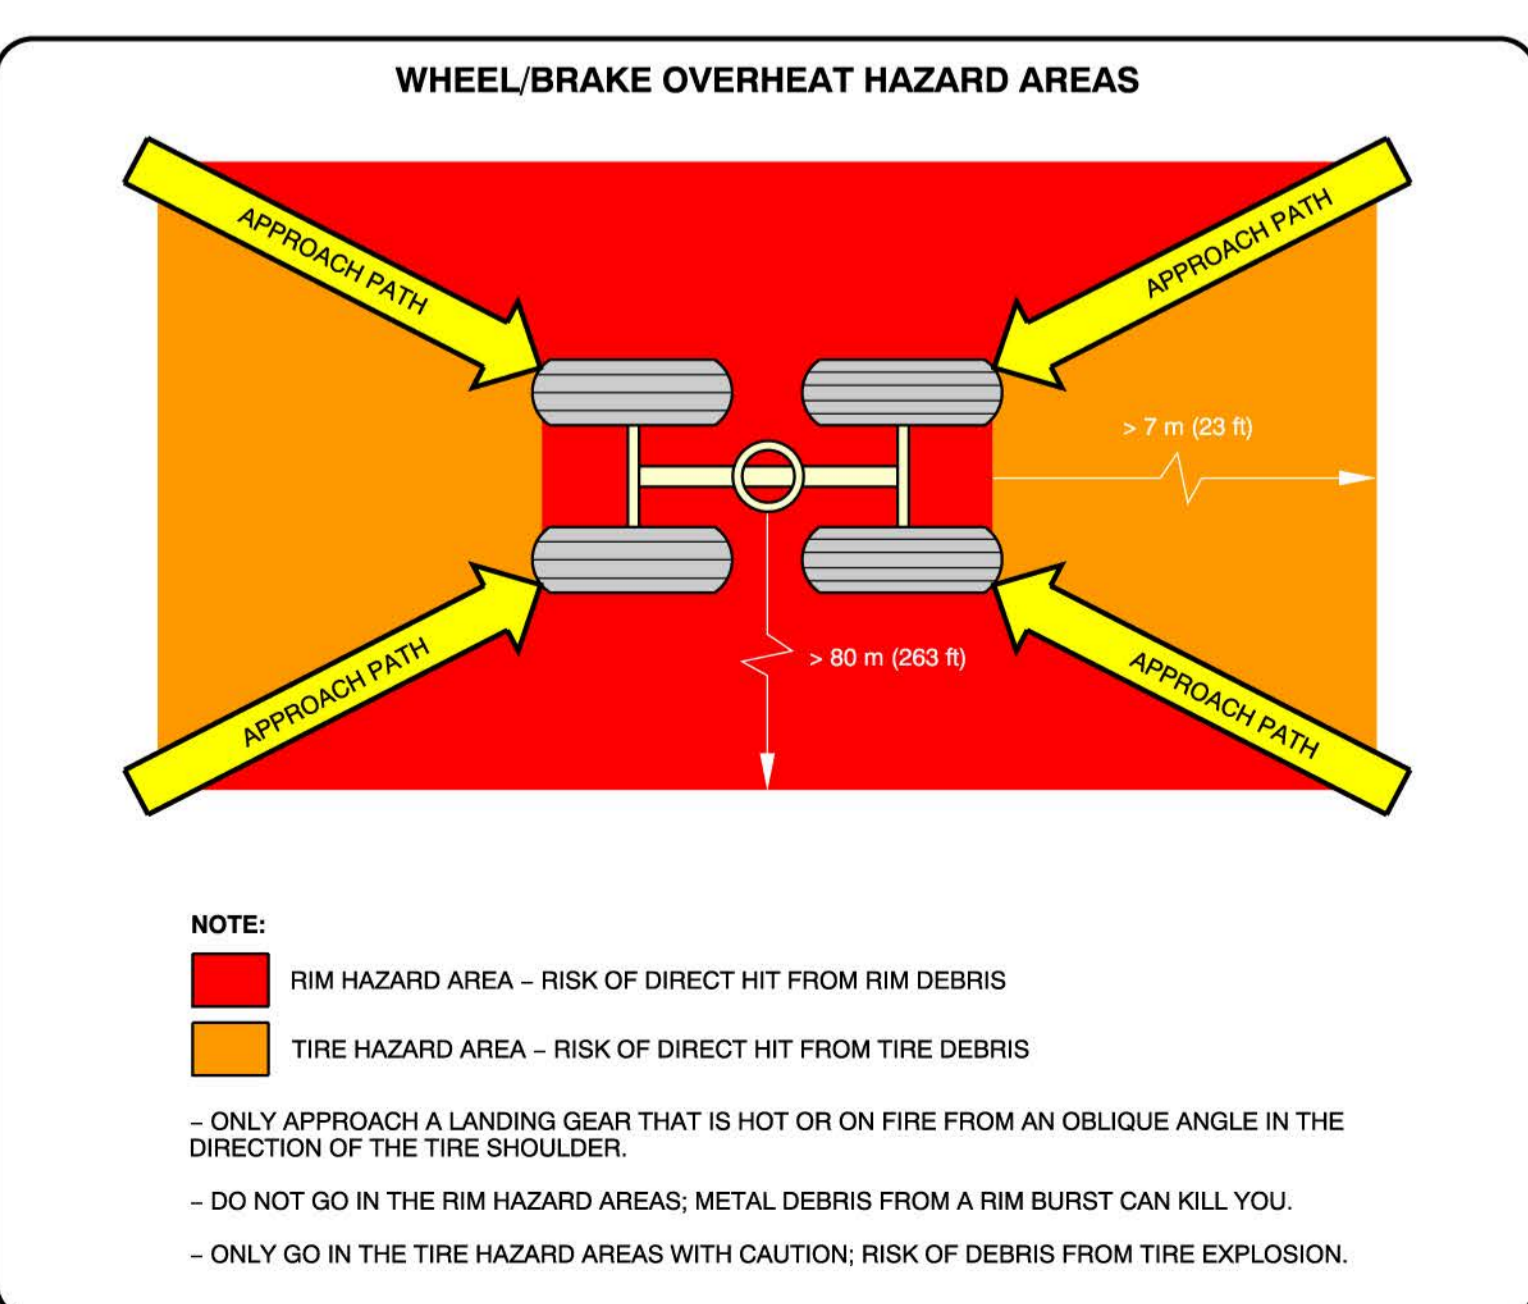 WHEEL/BRAKE OVERHEAT HAZARD AREAS
APPROACH PATH
APPROACH PATH
> 7 m (23 ft)
> 80 m (263 ft)
APPROACH PATH
APPROACH PATH
NOTE:
RIM HAZARD AREA – RISK OF DIRECT HIT FROM RIM DEBRIS
TIRE HAZARD AREA – RISK OF DIRECT HIT FROM TIRE DEBRIS
– ONLY APPROACH A LANDING GEAR THAT IS HOT OR ON FIRE FROM AN OBLIQUE ANGLE IN THE
DIRECTION OF THE TIRE SHOULDER.
– DO NOT GO IN THE RIM HAZARD AREAS; METAL DEBRIS FROM A RIM BURST CAN KILL YOU.
– ONLY GO IN THE TIRE HAZARD AREAS WITH CAUTION; RISK OF DEBRIS FROM TIRE EXPLOSION.